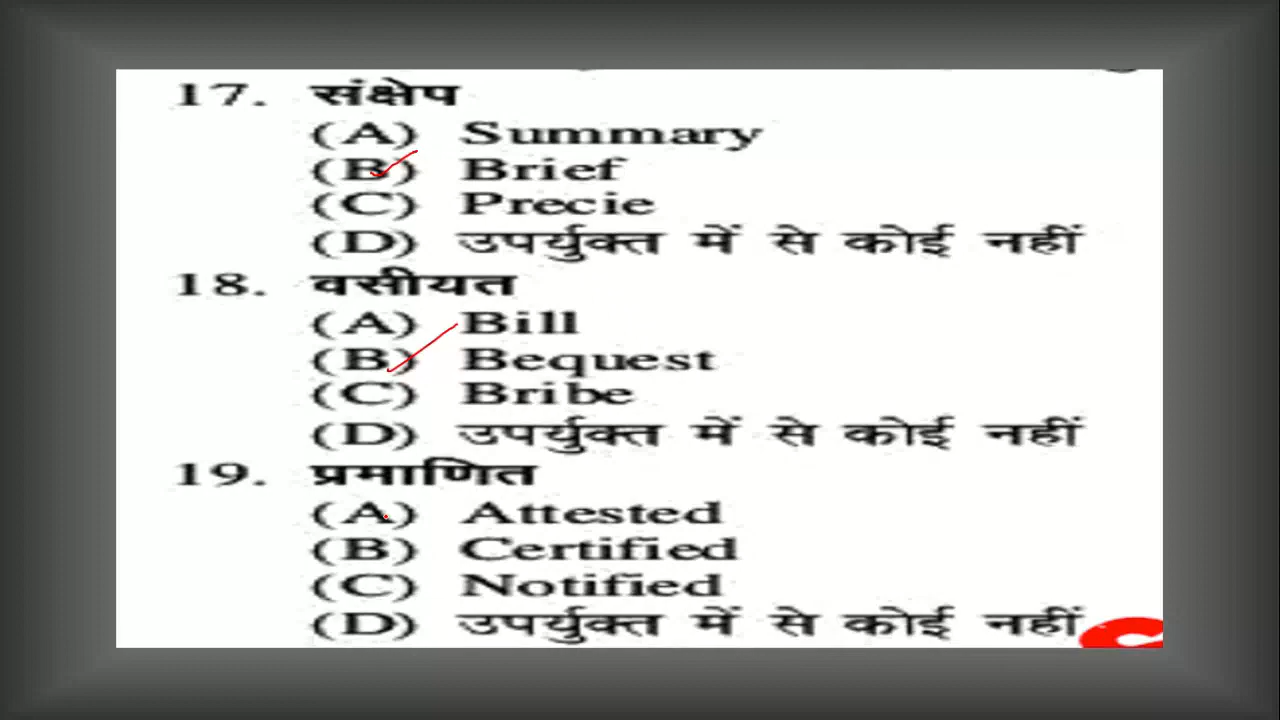 17. संक्षेप
(A) Summary
(B) Brief
(C) Precie
(D) उपर्युक्त में से कोई नहीं
18. वसीयत
(A) Bill
(B) Bequest
(C) Bribe
(D) उपर्युक्त में से कोई नहीं
19. प्रमाणित
(A) Attested
(B) Certified
(C) Notified
(D) उपर्युक्त में से कोई नहीं